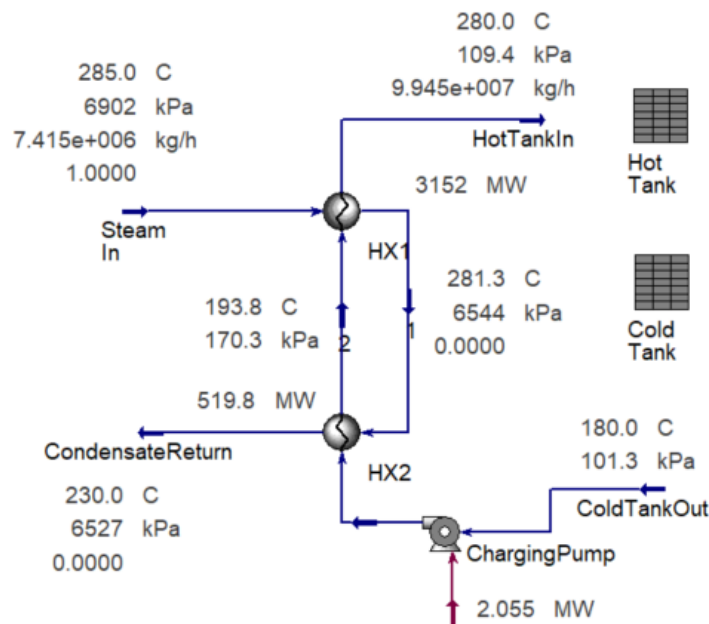 280.0 C
109.4 kPa
9.945e+007 kg/h
HotTankIn
285.0 C
6902 kPa
7.415e+006 kg/h
1.0000
Steam
In
Hot
Tank
3152 MW
HX1
281.3 C
6544 kPa
0.0000
1
193.8 C
170.3 kPa
2
Cold
Tank
519.8 MW
CondensateReturn
HX2
230.0 C
6527 kPa
0.0000
180.0 C
101.3 kPa
ColdTankOut
ChargingPump
2.055 MW